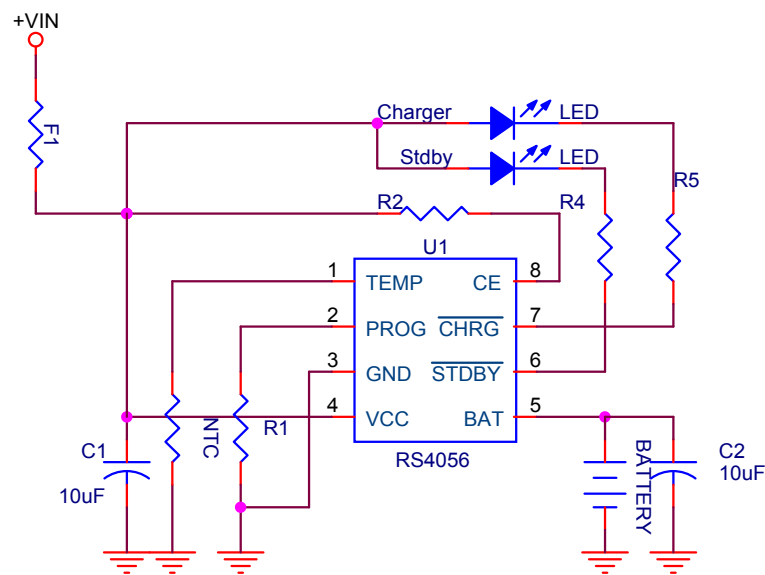 +VIN
F1
Charger
LED
Stdby
LED
R2
R4
R5
U1
1
TEMP
CE
8
2
PROG
CHRG
7
3
GND
STDBY
6
4
VCC
BAT
5
C1
10uF
NTC
R1
RS4056
BATTERY
C2
10uF